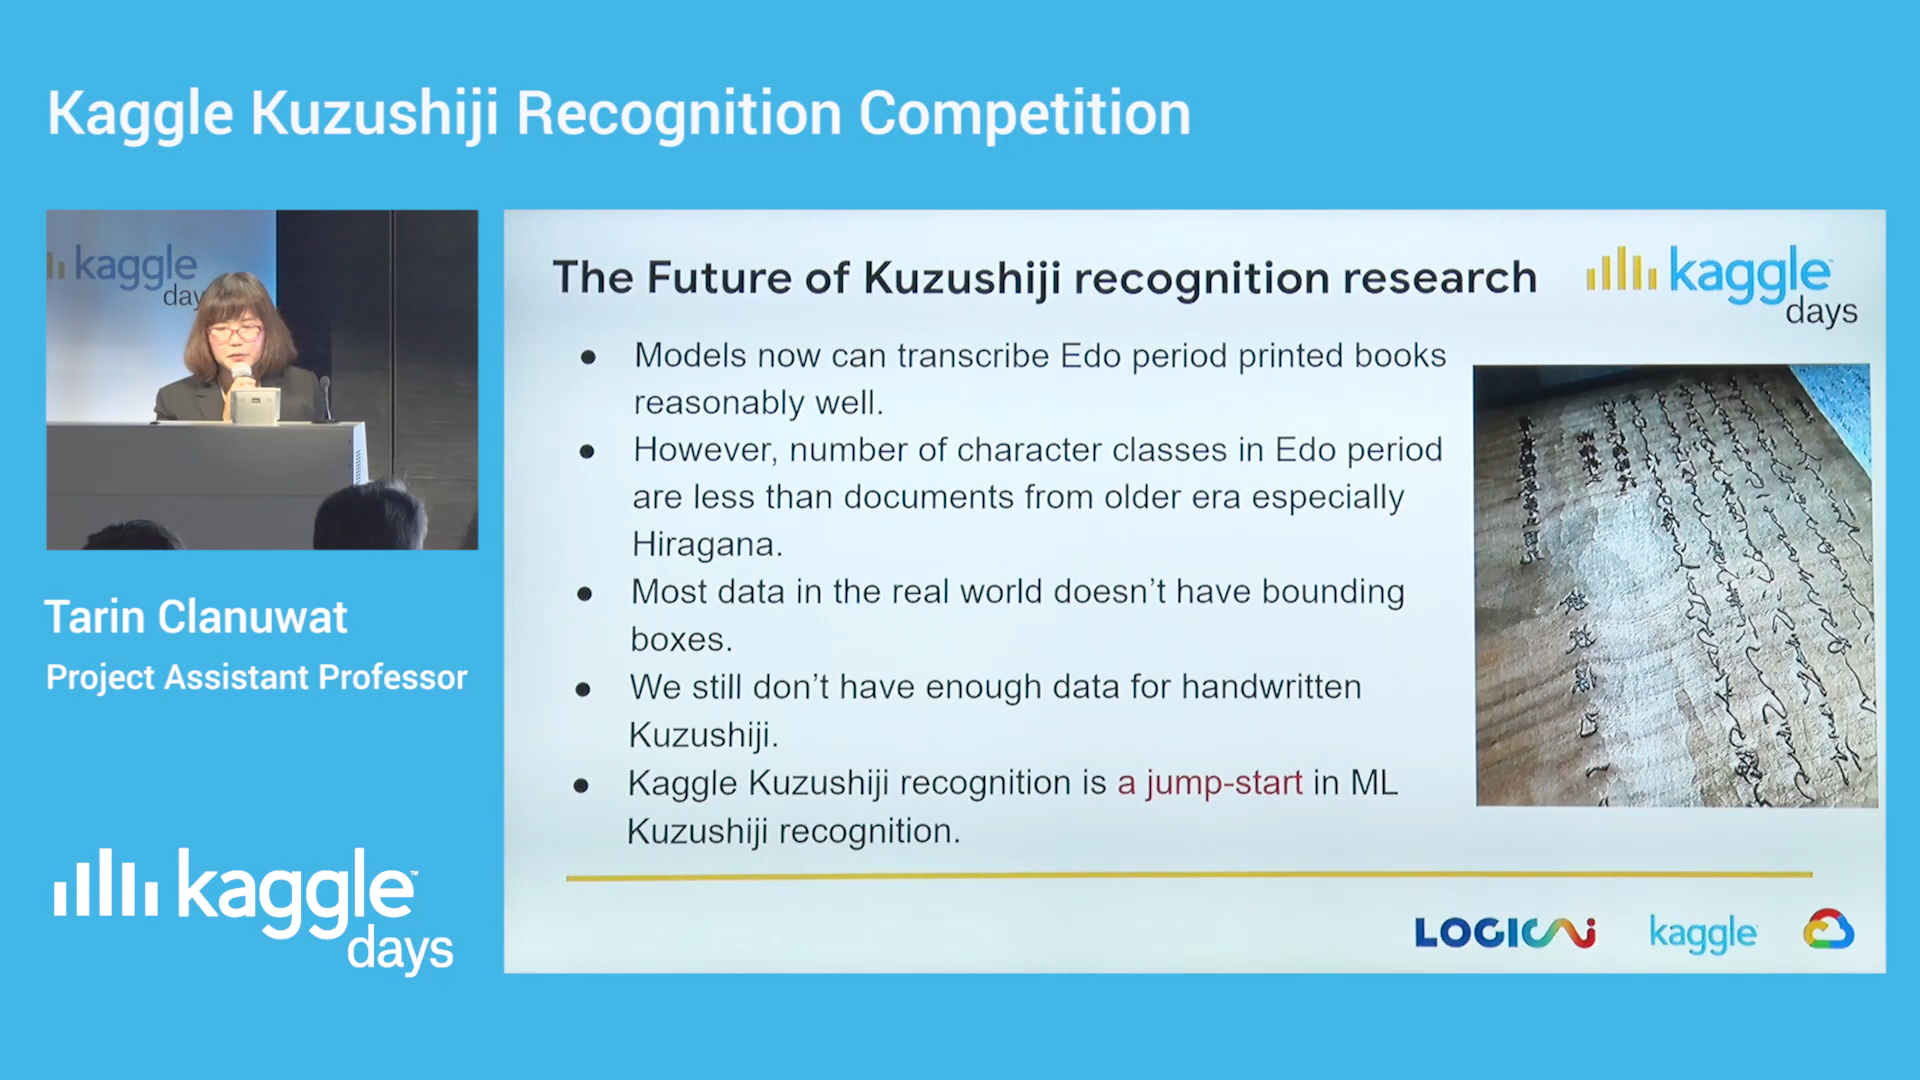 Kaggle Kuzushiji Recognition Competition
kaggle
day
Tarin Clanuwat
Project Assistant Professor
kaggle
days
The Future of Kuzushiji recognition research
kaggle
days
● Models now can transcribe Edo period printed books
reasonably well.
● However, number of character classes in Edo period
are less than documents from older era especially
Hiragana.
● Most data in the real world doesn’t have bounding
boxes.
● We still don’t have enough data for handwritten
Kuzushiji.
● Kaggle Kuzushiji recognition is a jump-start in ML
Kuzushiji recognition.
LOGICAI
kaggle